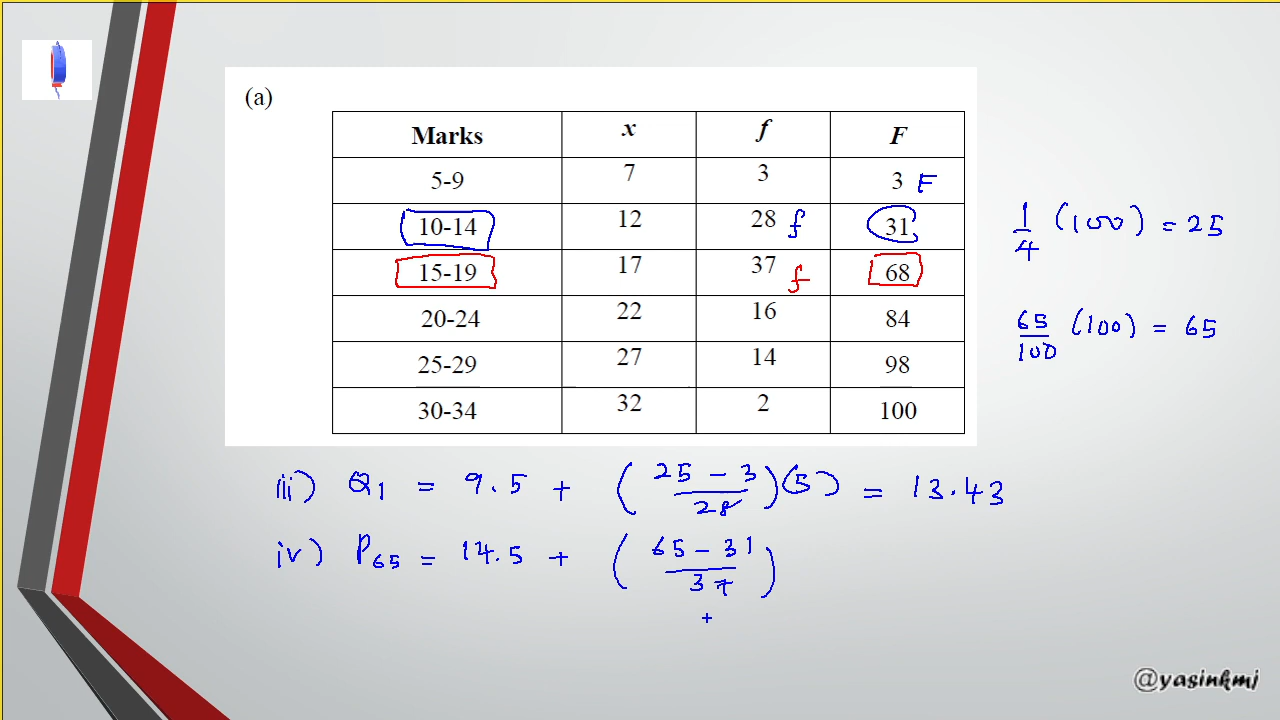 (a)
Marks x f F
5-9 7 3 3 F
10-14 12 28 f 31
15-19 17 37 f 68
20-24 22 16 84
25-29 27 14 98
30-34 32 2 100
1/4 (100) = 25
65/100 (100) = 65
iii) Q1 = 9.5 + (25 - 3/28)(5) = 13.43
iv) P65 = 14.5 + (65 - 31/37)
@yasinkmj